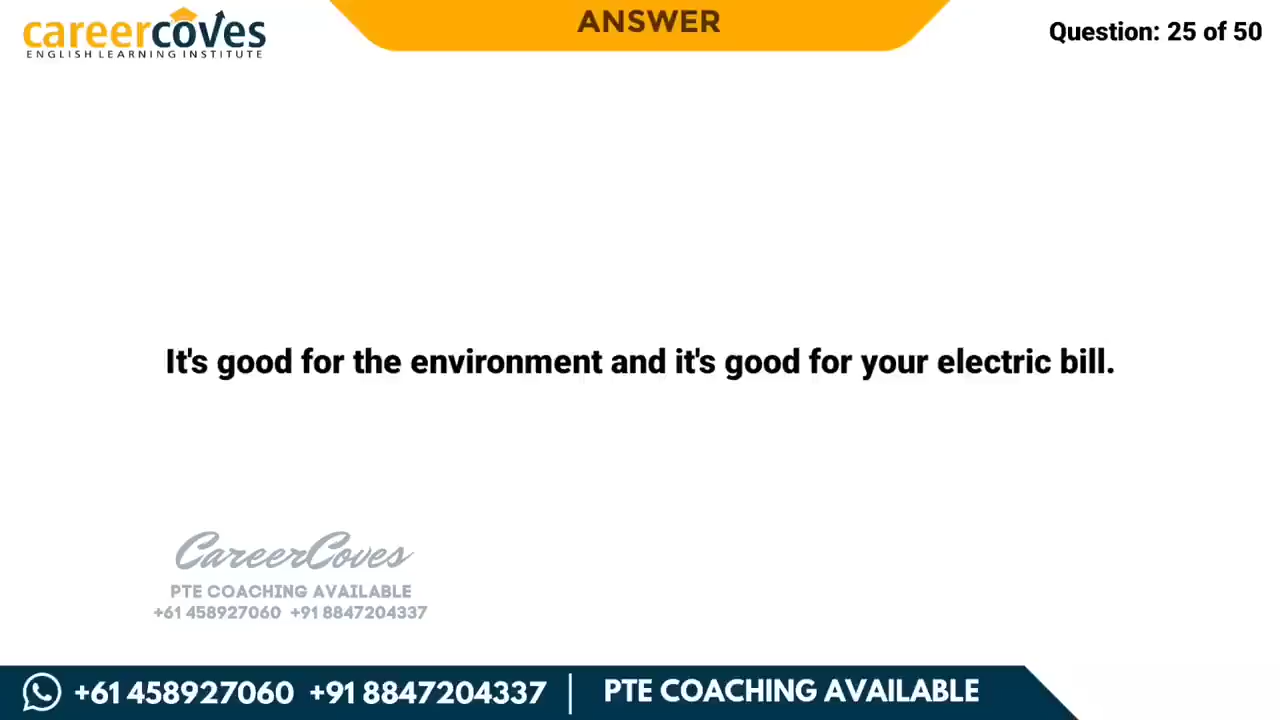 careercoves
ENGLISH LEARNING INSTITUTE
ANSWER
Question: 25 of 50
It's good for the environment and it's good for your electric bill.
CareerCoves
PTE COACHING AVAILABLE
+61 458927060 +91 8847204337
+61 458927060 +91 8847204337 | PTE COACHING AVAILABLE